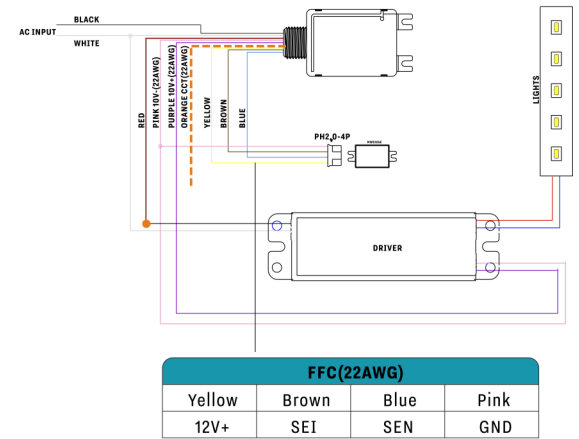 BLACK
AC INPUT
WHITE
RED
PINK 10V-(22AWG)
PURPLE 10V+(22AWG)
ORANGE CCT(22AWG)
YELLOW
BROWN
BLUE
PH2.0-4P
LIGHTS
DRIVER
FFC(22AWG)
Yellow Brown Blue Pink
12V+ SEI SEN GND